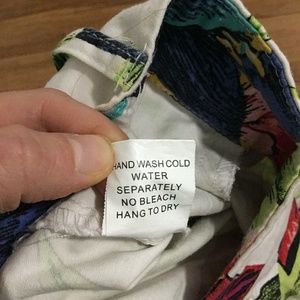 HAND WASH COLD
WATER
SEPARATELY
NO BLEACH
HANG TO DRY